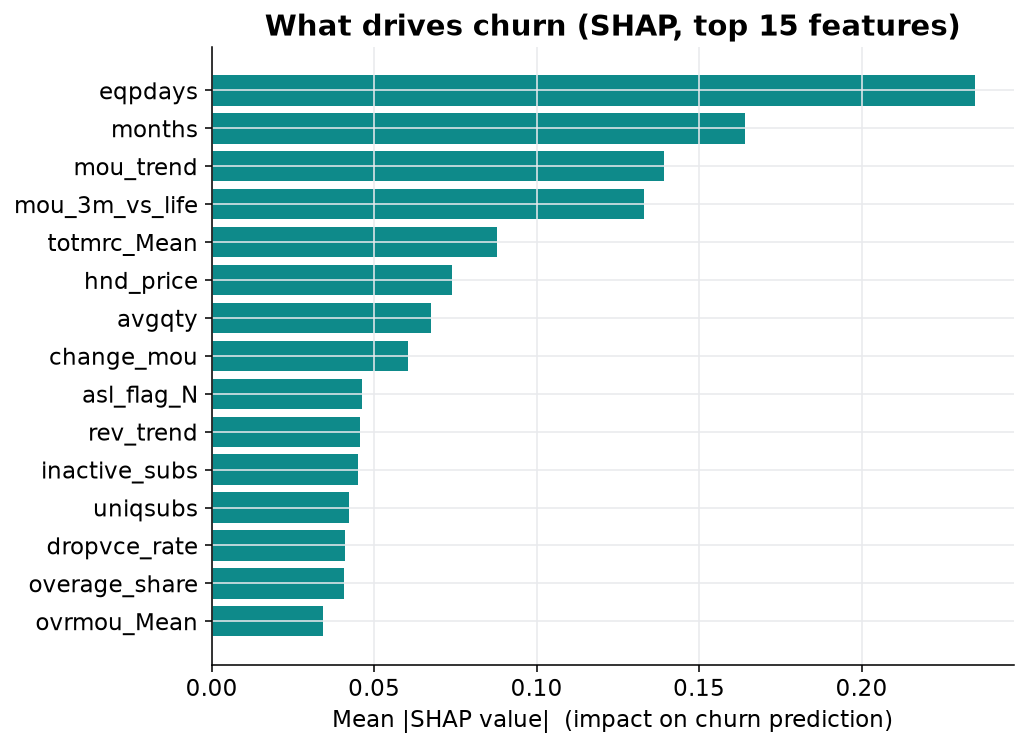 What drives churn (SHAP, top 15 features)
eqpdays
months
mou_trend
mou_3m_vs_life
totmrc_Mean
hnd_price
avgqty
change_mou
asl_flag_N
rev_trend
inactive_subs
uniqsubs
dropvce_rate
overage_share
ovrmou_Mean
0.00 0.05 0.10 0.15 0.20
Mean |SHAP value|  (impact on churn prediction)